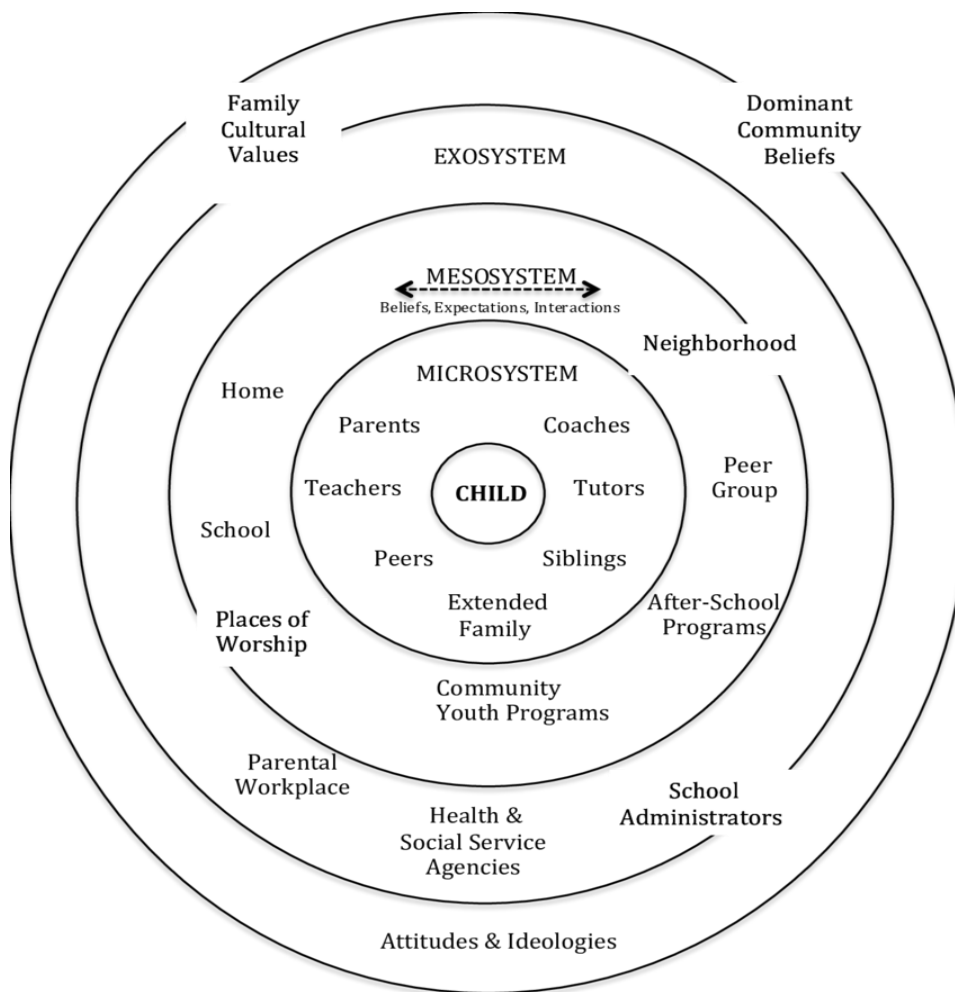 Family
Cultural
Values
Dominant
Community
Beliefs
EXOSYSTEM
MESOSYSTEM
Beliefs, Expectations, Interactions
Neighborhood
MICROSYSTEM
Home
Parents
Coaches
Peer
Group
Teachers
CHILD
Tutors
School
Peers
Siblings
Extended
Family
After-School
Programs
Places of
Worship
Community
Youth Programs
Parental
Workplace
School
Administrators
Health &
Social Service
Agencies
Attitudes & Ideologies